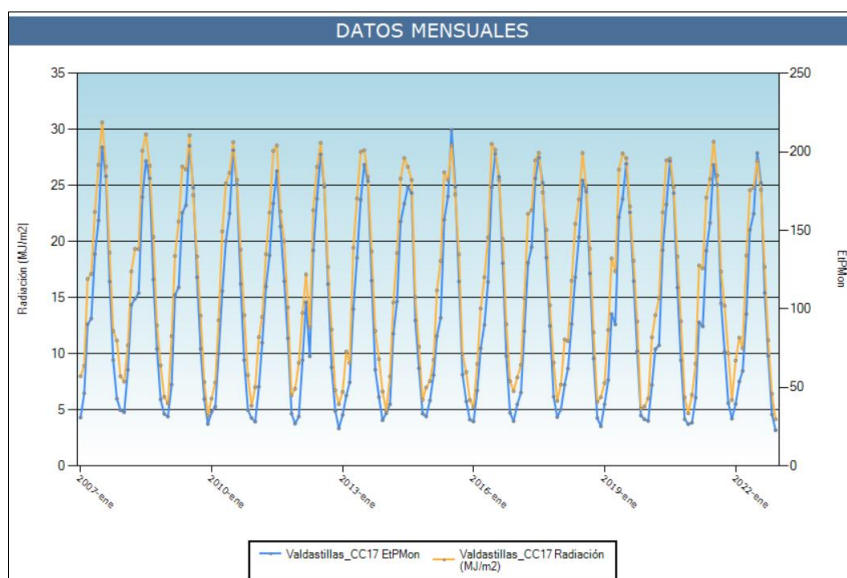 DATOS MENSUALES
35
30
25
20
15
10
5
0
Radiación (MJ/m2)
250
200
150
100
50
0
EtPMon
2007-ene
2010-ene
2013-ene
2016-ene
2019-ene
2022-ene
Valdastillas_CC17 EtPMon
Valdastillas_CC17 Radiación
(MJ/m2)